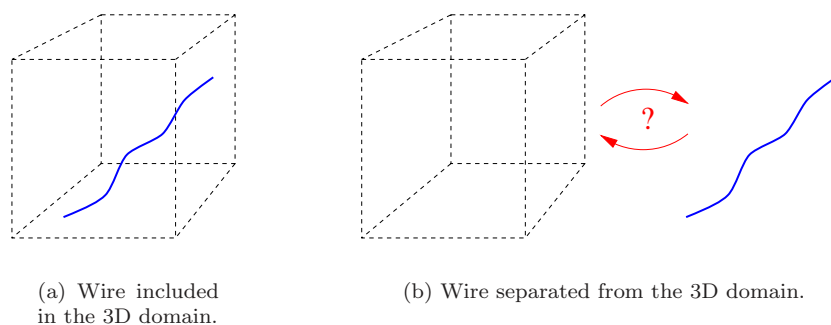 ?
(a) Wire included
in the 3D domain.
(b) Wire separated from the 3D domain.